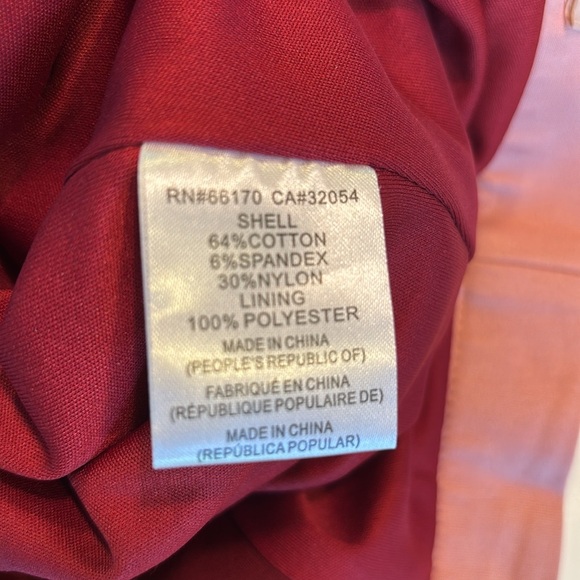 RN#66170 CA#32054
SHELL
64%COTTON
6%SPANDEX
30%NYLON
LINING
100% POLYESTER
MADE IN CHINA
(PEOPLE'S REPUBLIC OF)
FABRIQUÉ EN CHINA
(RÉPUBLIQUE POPULAIRE DE)
MADE IN CHINA
(REPÚBLICA POPULAR)